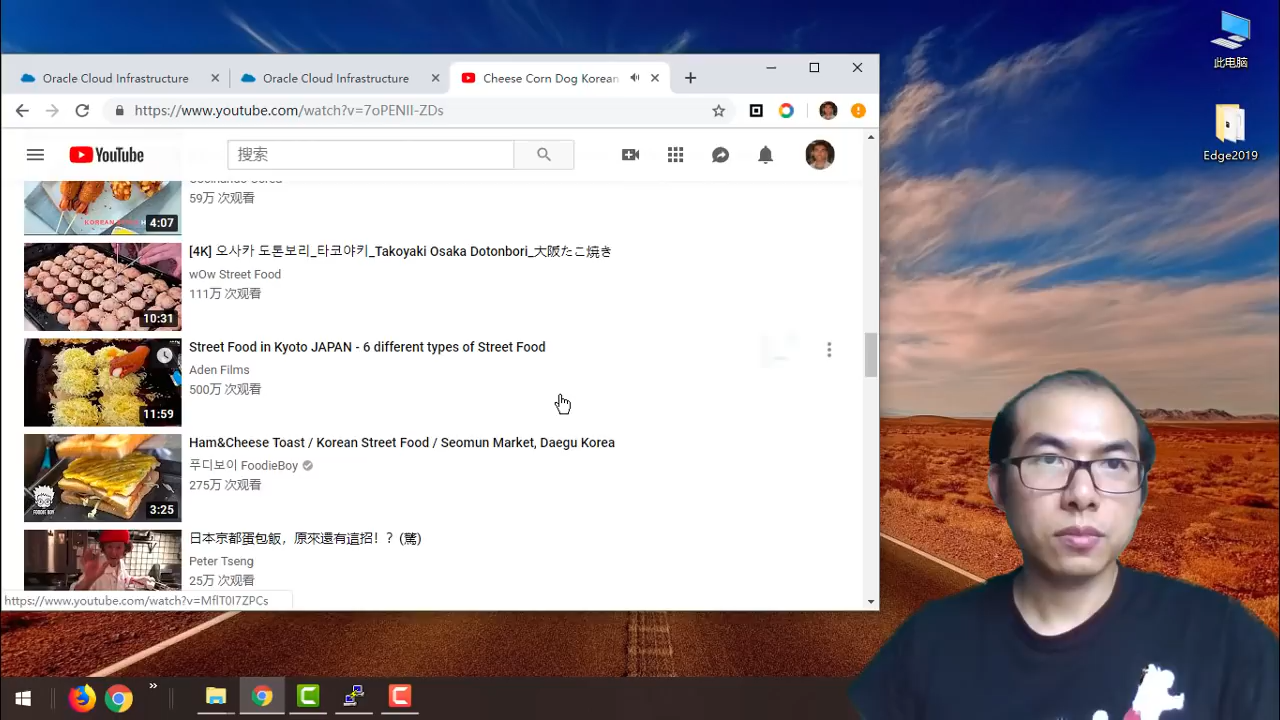 Oracle Cloud Infrastructure
Oracle Cloud Infrastructure
Cheese Corn Dog Korean
https://www.youtube.com/watch?v=7oPENII-ZDs
YouTube
搜索
59万 次观看
4:07
[4K] 오사카 도톤보리_타코야키_Takoyaki Osaka Dotonbori_大阪たこ焼き
wOw Street Food
111万 次观看
10:31
Street Food in Kyoto JAPAN - 6 different types of Street Food
Aden Films
500万 次观看
11:59
Ham&Cheese Toast / Korean Street Food / Seomun Market, Daegu Korea
푸디보이 FoodieBoy
275万 次观看
3:25
日本京都蛋包飯，原來還有這招！？(驚)
Peter Tseng
25万 次观看
https://www.youtube.com/watch?v=MflT0I7ZPCs
此电脑
Edge2019